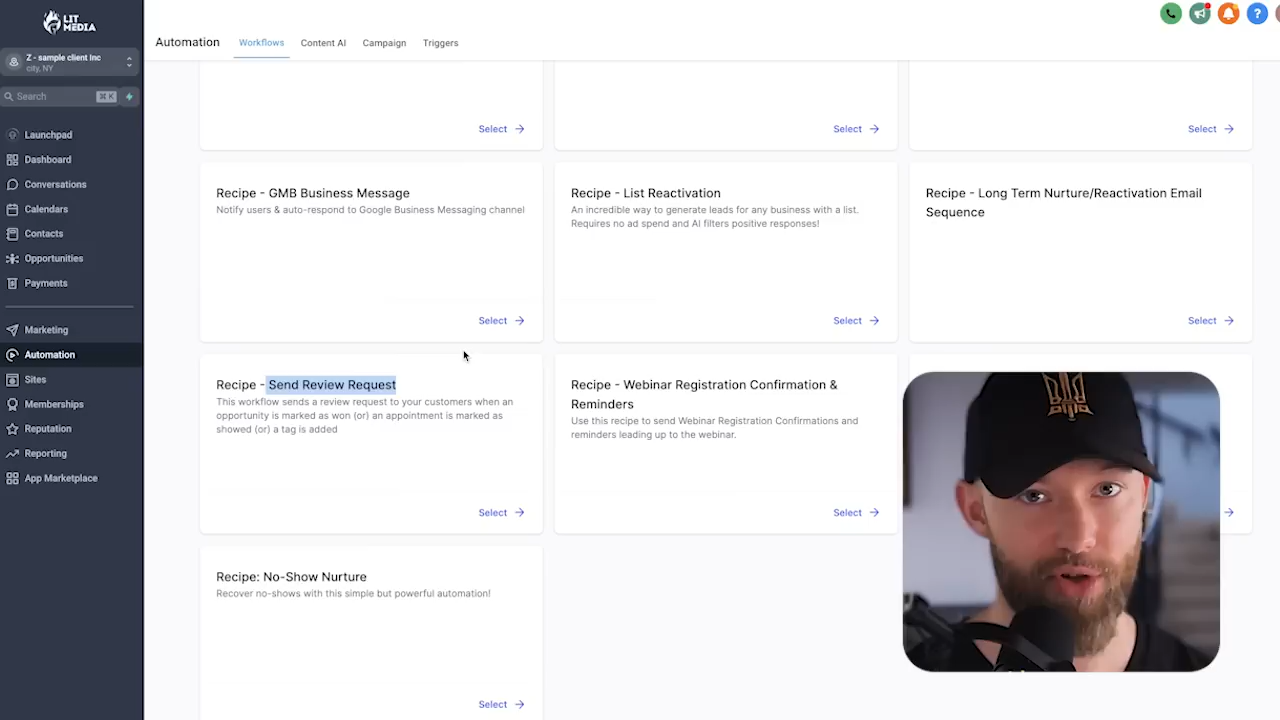 LIT
MEDIA
Z - sample client Inc
city, NY
Search
⌘K
Launchpad
Dashboard
Conversations
Calendars
Contacts
Opportunities
Payments
Marketing
Automation
Sites
Memberships
Reputation
Reporting
App Marketplace
Automation
Workflows
Content AI
Campaign
Triggers
?
Select
Select
Select
Recipe - GMB Business Message
Notify users & auto-respond to Google Business Messaging channel
Select
Recipe - List Reactivation
An incredible way to generate leads for any business with a list.
Requires no ad spend and AI filters positive responses!
Select
Recipe - Long Term Nurture/Reactivation Email
Sequence
Select
Recipe - Send Review Request
This workflow sends a review request to your customers when an
opportunity is marked as won (or) an appointment is marked as
showed (or) a tag is added
Select
Recipe - Webinar Registration Confirmation &
Reminders
Use this recipe to send Webinar Registration Confirmations and
reminders leading up to the webinar.
Select
Recipe: No-Show Nurture
Recover no-shows with this simple but powerful automation!
Select